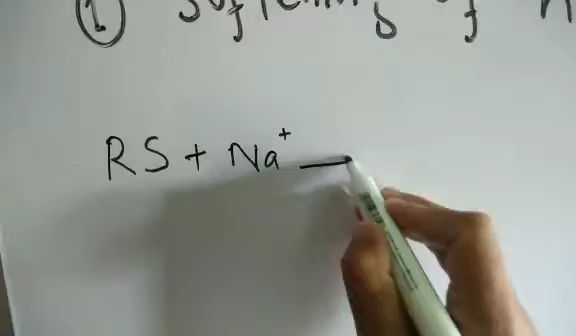 ① Softening of
RS + Na⁺ —